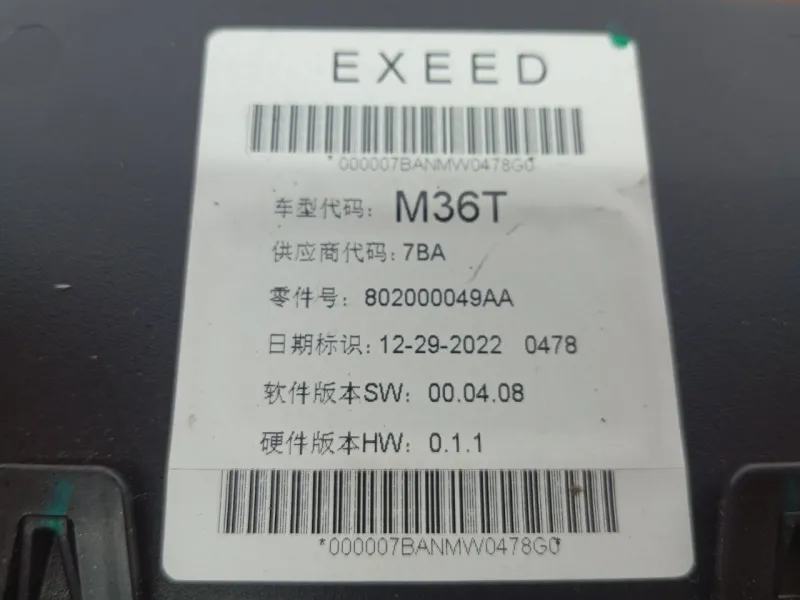 EXEED
*000007BANMW0478G0*
车型代码：M36T
供应商代码：7BA
零件号：802000049AA
日期标识：12-29-2022 0478
软件版本SW：00.04.08
硬件版本HW：0.1.1
*000007BANMW0478G0*